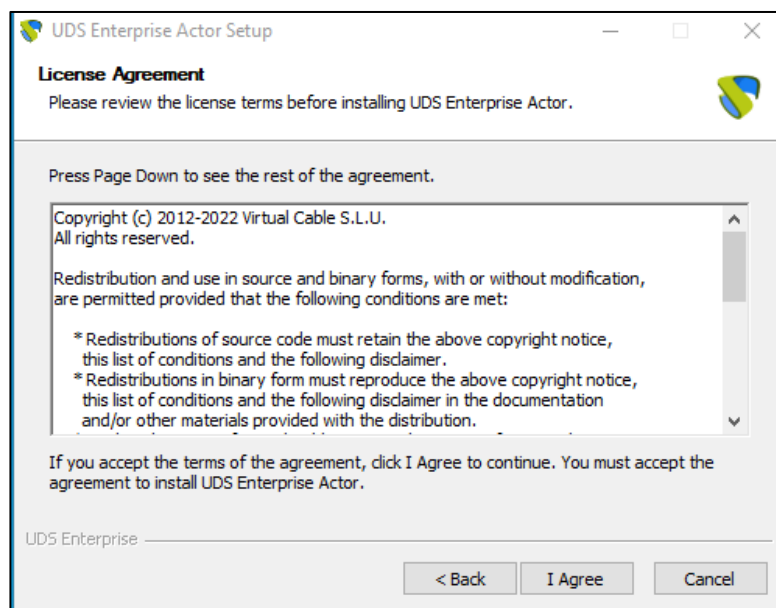 UDS Enterprise Actor Setup
License Agreement
Please review the license terms before installing UDS Enterprise Actor.
Press Page Down to see the rest of the agreement.
Copyright (c) 2012-2022 Virtual Cable S.L.U.
All rights reserved.
Redistribution and use in source and binary forms, with or without modification,
are permitted provided that the following conditions are met:
* Redistributions of source code must retain the above copyright notice,
this list of conditions and the following disclaimer.
* Redistributions in binary form must reproduce the above copyright notice,
this list of conditions and the following disclaimer in the documentation
and/or other materials provided with the distribution.
If you accept the terms of the agreement, click I Agree to continue. You must accept the
agreement to install UDS Enterprise Actor.
UDS Enterprise
< Back I Agree Cancel